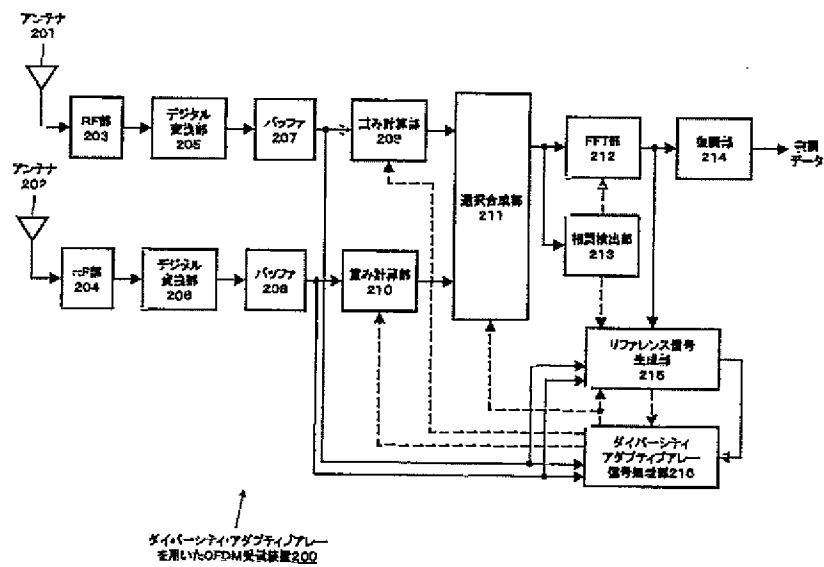 アンテナ
201
RF部
203
デジタル
変換部
205
バッファ
207
重み計算部
209
選択合成部
211
FFT部
212
復調部
214
復調
データ
アンテナ
202
RF部
204
デジタル
変換部
206
バッファ
208
重み計算部
210
相関検出部
213
リファレンス信号
生成部
215
ダイバーシティ
アダプティブアレー
信号処理部216
ダイバーシティ・アダプティブアレー
を用いたOFDM受信装置200